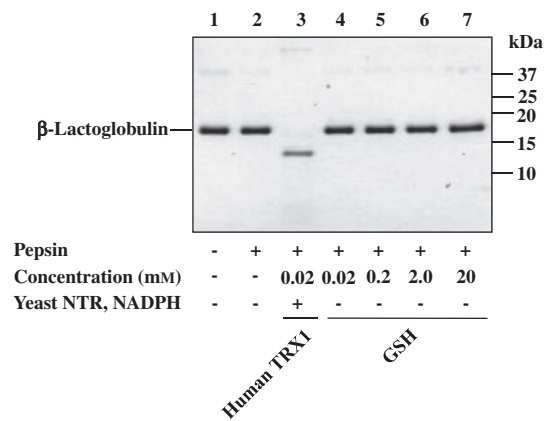 1 2 3 4 5 6 7
kDa
37
25
20
β-Lactoglobulin
15
10
Pepsin - + + + + + +
Concentration (mM) - - 0.02 0.02 0.2 2.0 20
Yeast NTR, NADPH - - + - - - -
Human TRX1
GSH